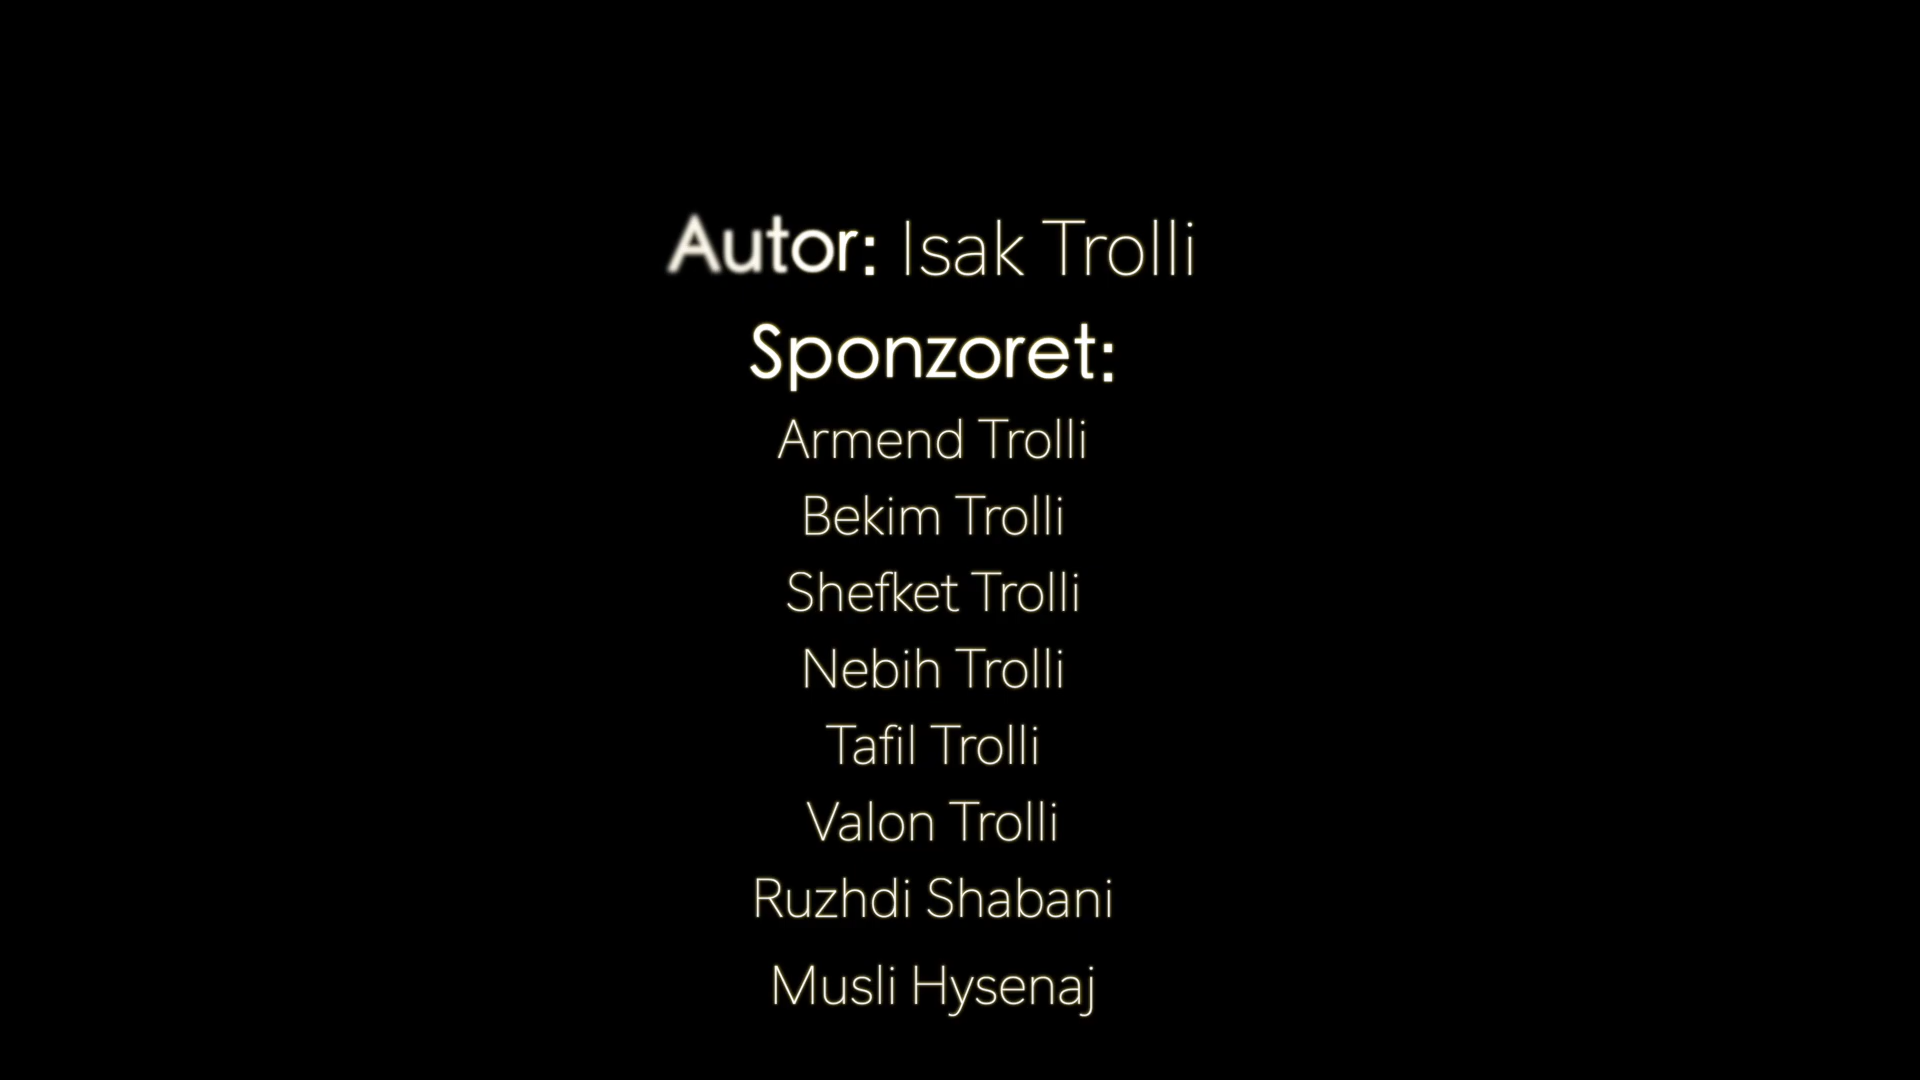 Autor: Isak Trolli
Sponzoret:
Armend Trolli
Bekim Trolli
Shefket Trolli
Nebih Trolli
Tafil Trolli
Valon Trolli
Ruzhdi Shabani
Musli Hysenaj